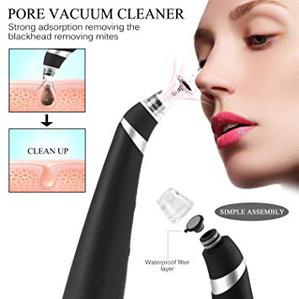 PORE VACUUM CLEANER
Strong adsorption removing the
blackhead removing mites
CLEAN UP
SIMPLE ASSEMBLY
Waterproof filter
layer